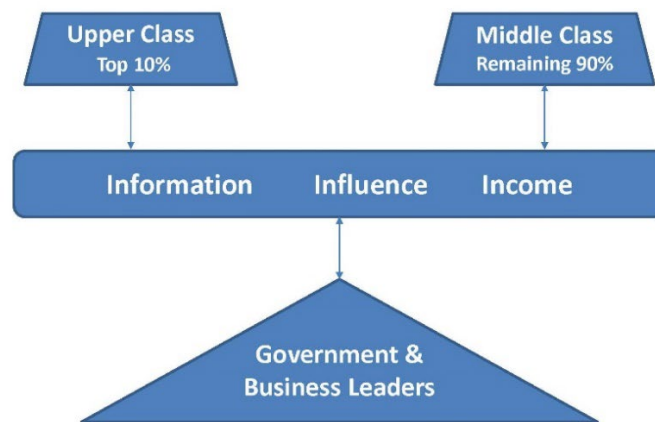 Upper Class
Top 10%
Middle Class
Remaining 90%
Information Influence Income
Government &
Business Leaders